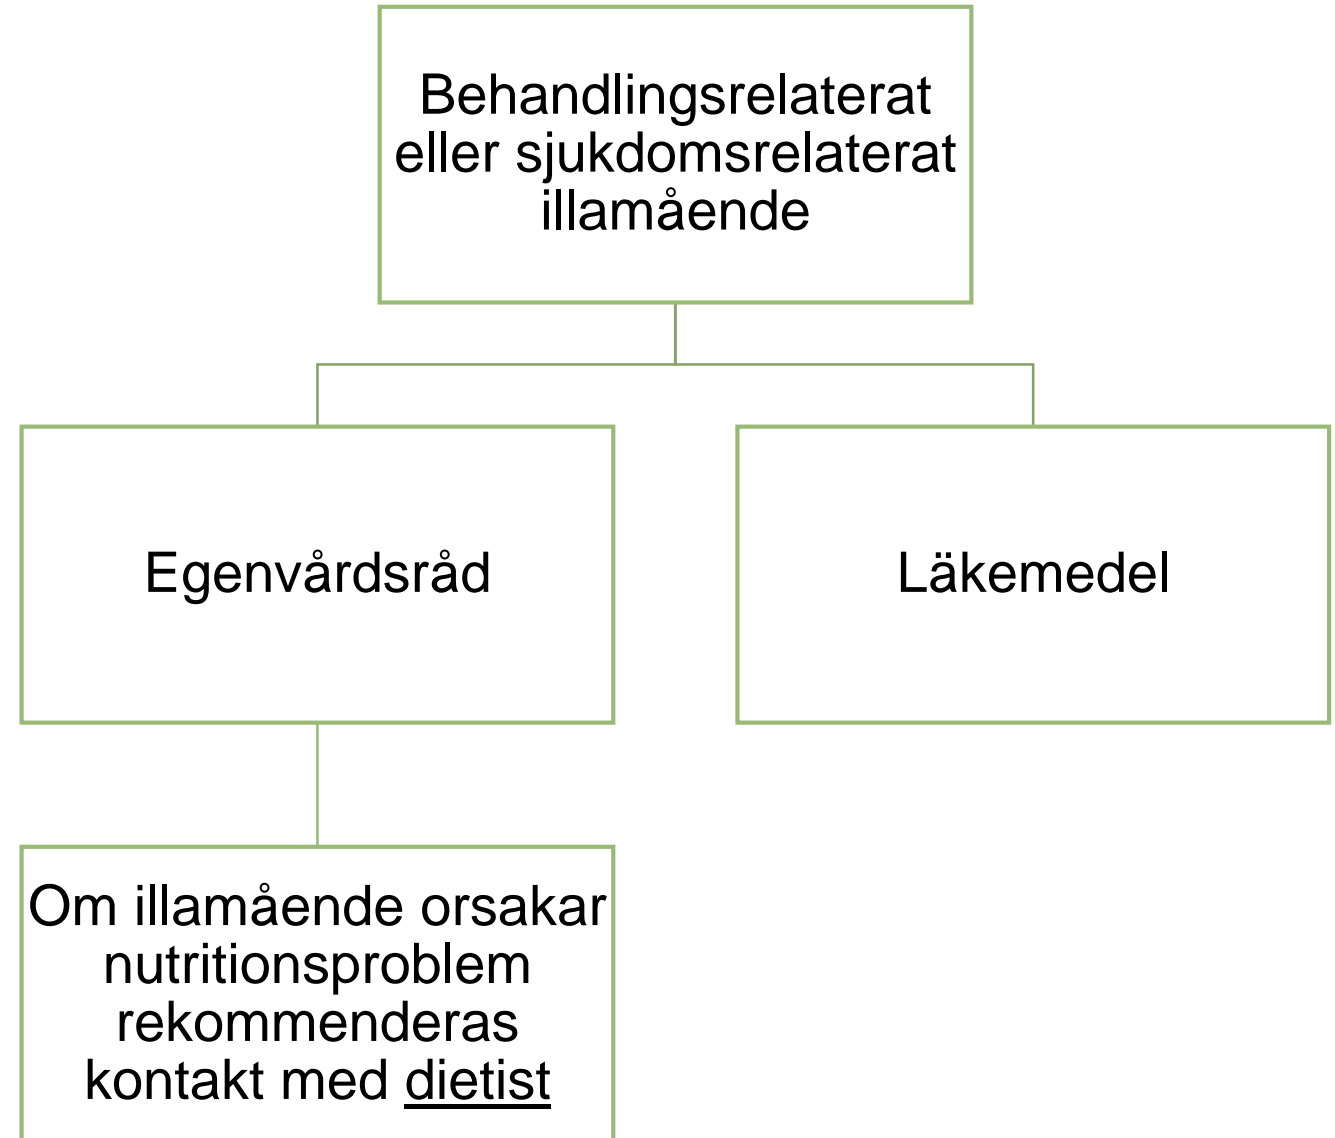 Behandlingsrelaterat
eller sjukdomsrelaterat
illamående
Egenvårdsråd
Läkemedel
Om illamående orsakar
nutritionsproblem
rekommenderas
kontakt med dietist